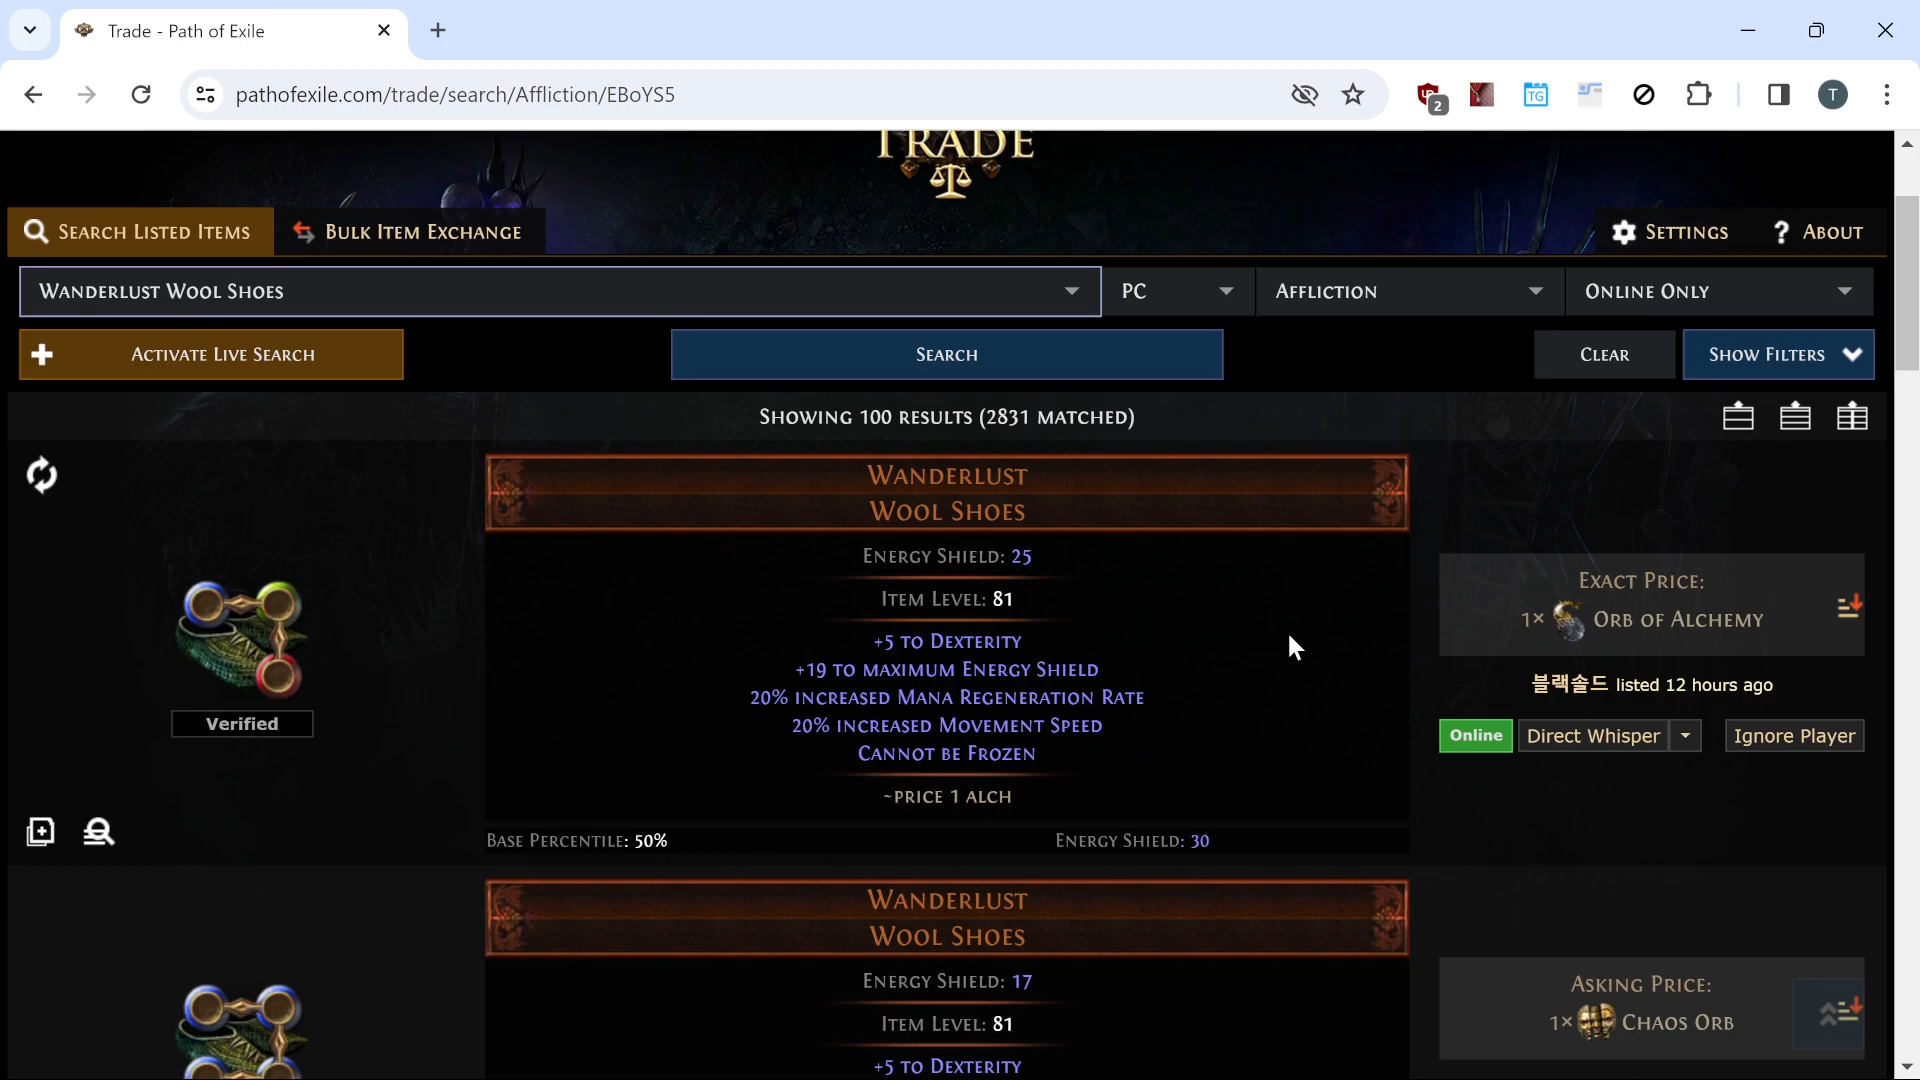 Trade - Path of Exile
pathofexile.com/trade/search/Affliction/EBoYS5
2
TG
T
TRADE
Search Listed Items
Bulk Item Exchange
Settings
? About
Wanderlust Wool Shoes
PC
Affliction
Online Only
Activate Live Search
Search
Clear
Show Filters
Showing 100 results (2831 matched)
Wanderlust
Wool Shoes
Energy Shield: 25
Item Level: 81
+5 to Dexterity
+19 to maximum Energy Shield
20% increased Mana Regeneration Rate
20% increased Movement Speed
Cannot be Frozen
~price 1 alch
Base Percentile: 50%
Energy Shield: 30
Verified
Exact Price:
1× Orb of Alchemy
블랙솔드 listed 12 hours ago
Online
Direct Whisper
Ignore Player
Wanderlust
Wool Shoes
Energy Shield: 17
Item Level: 81
+5 to Dexterity
Asking Price:
1× Chaos Orb